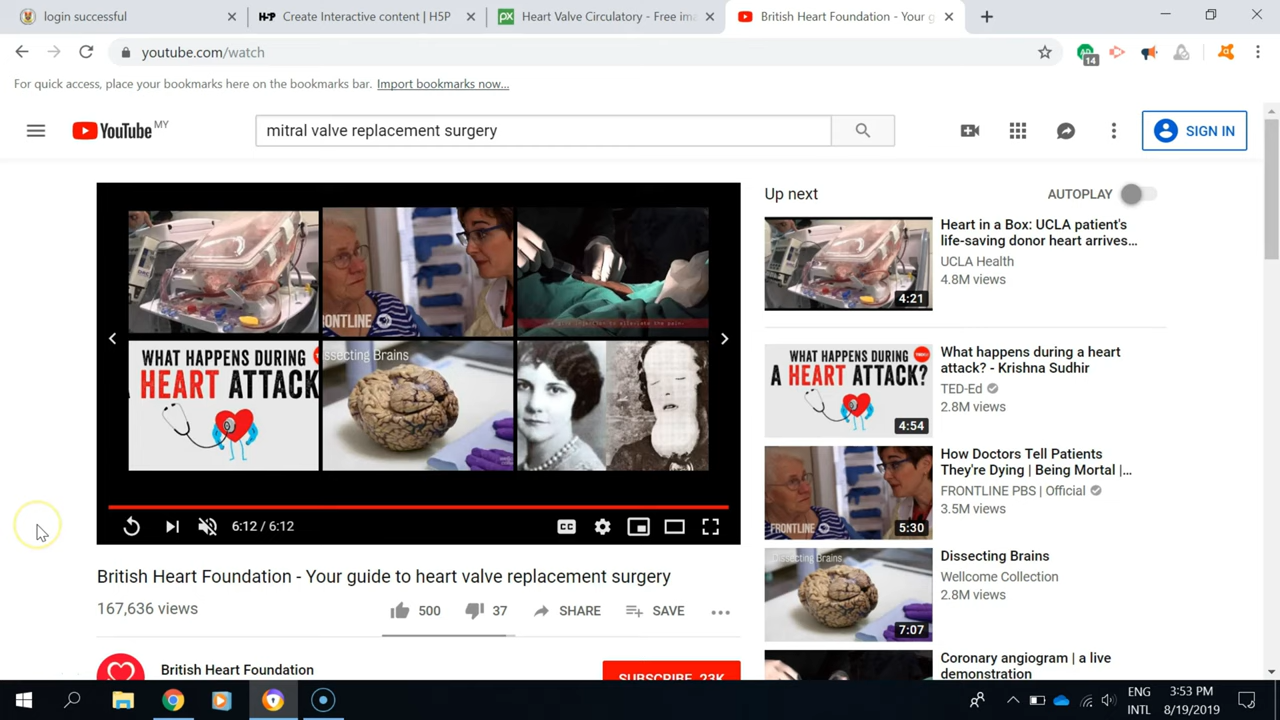 login successful
H5P Create Interactive content | H5P
px Heart Valve Circulatory - Free ima
British Heart Foundation - Your g
youtube.com/watch
14
For quick access, place your bookmarks here on the bookmarks bar. Import bookmarks now...
YouTube MY
mitral valve replacement surgery
SIGN IN
Up next
AUTOPLAY
Heart in a Box: UCLA patient's
life-saving donor heart arrives...
UCLA Health
4.8M views
4:21
FRONTLINE
WHAT HAPPENS DURING
HEART ATTACK
Dissecting Brains
WHAT HAPPENS DURING
A HEART ATTACK?
4:54
What happens during a heart
attack? - Krishna Sudhir
TED-Ed
2.8M views
FRONTLINE
5:30
How Doctors Tell Patients
They're Dying | Being Mortal |...
FRONTLINE PBS | Official
3.5M views
6:12 / 6:12
CC
Dissecting Brains
7:07
Dissecting Brains
Wellcome Collection
2.8M views
British Heart Foundation - Your guide to heart valve replacement surgery
167,636 views
500
37
SHARE
SAVE
Coronary angiogram | a live
demonstration
British Heart Foundation
SUBSCRIBE 23K
ENG
INTL
3:53 PM
8/19/2019